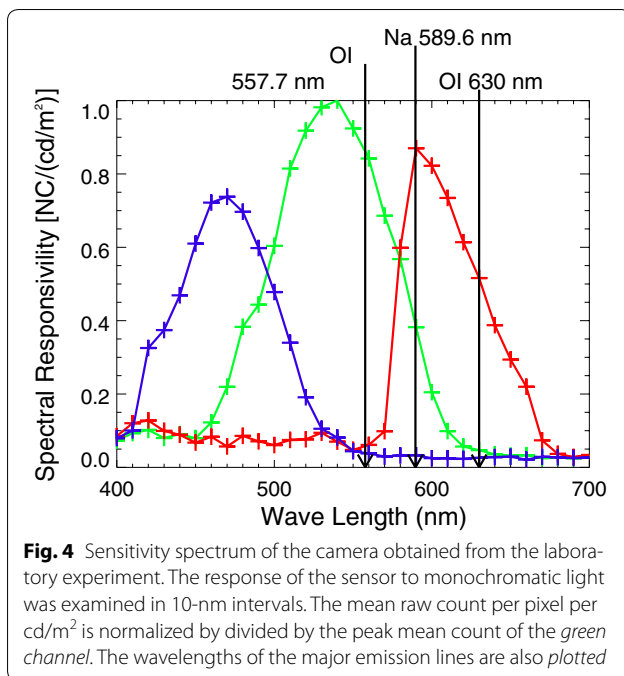 Na 589.6 nm
OI
557.7 nm OI 630 nm
Spectral Responsivility [NC/(cd/m²)]
1.0
0.8
0.6
0.4
0.2
0.0
400 500 600 700
Wave Length (nm)
Fig. 4 Sensitivity spectrum of the camera obtained from the labora-
tory experiment. The response of the sensor to monochromatic light
was examined in 10-nm intervals. The mean raw count per pixel per
cd/m² is normalized by divided by the peak mean count of the green
channel. The wavelengths of the major emission lines are also plotted